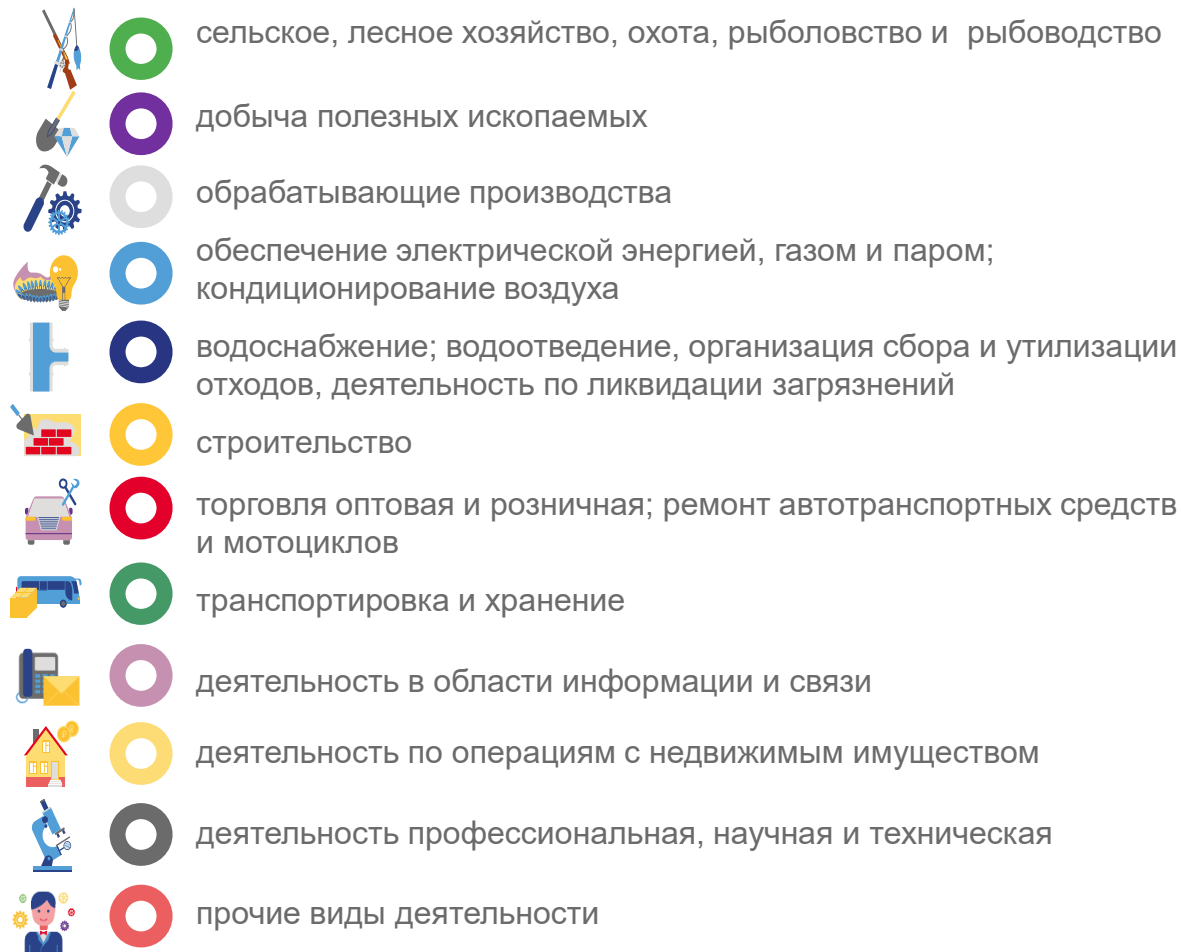 сельское, лесное хозяйство, охота, рыболовство и  рыбоводство
добыча полезных ископаемых
обрабатывающие производства
обеспечение электрической энергией, газом и паром;
кондиционирование воздуха
водоснабжение; водоотведение, организация сбора и утилизации
отходов, деятельность по ликвидации загрязнений
строительство
торговля оптовая и розничная; ремонт автотранспортных средств
и мотоциклов
транспортировка и хранение
деятельность в области информации и связи
деятельность по операциям с недвижимым имуществом
деятельность профессиональная, научная и техническая
прочие виды деятельности